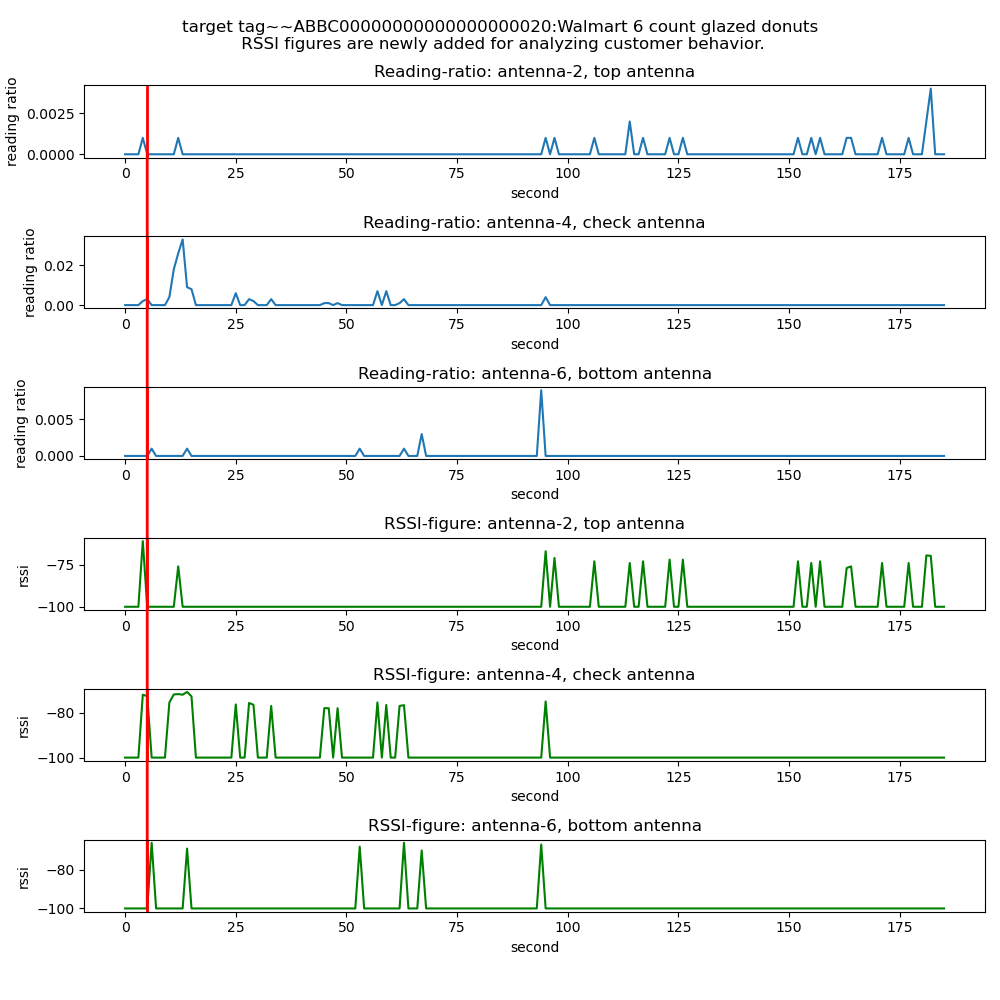 target tag~~ABBC00000000000000000020:Walmart 6 count glazed donuts
RSSI figures are newly added for analyzing customer behavior.
Reading-ratio: antenna-2, top antenna
reading ratio
0.0025
0.0000
0 25 50 75 100 125 150 175
second
Reading-ratio: antenna-4, check antenna
reading ratio
0.02
0.00
0 25 50 75 100 125 150 175
second
Reading-ratio: antenna-6, bottom antenna
reading ratio
0.005
0.000
0 25 50 75 100 125 150 175
second
RSSI-figure: antenna-2, top antenna
rssi
−75
−100
0 25 50 75 100 125 150 175
second
RSSI-figure: antenna-4, check antenna
rssi
−80
−100
0 25 50 75 100 125 150 175
second
RSSI-figure: antenna-6, bottom antenna
rssi
−80
−100
0 25 50 75 100 125 150 175
second